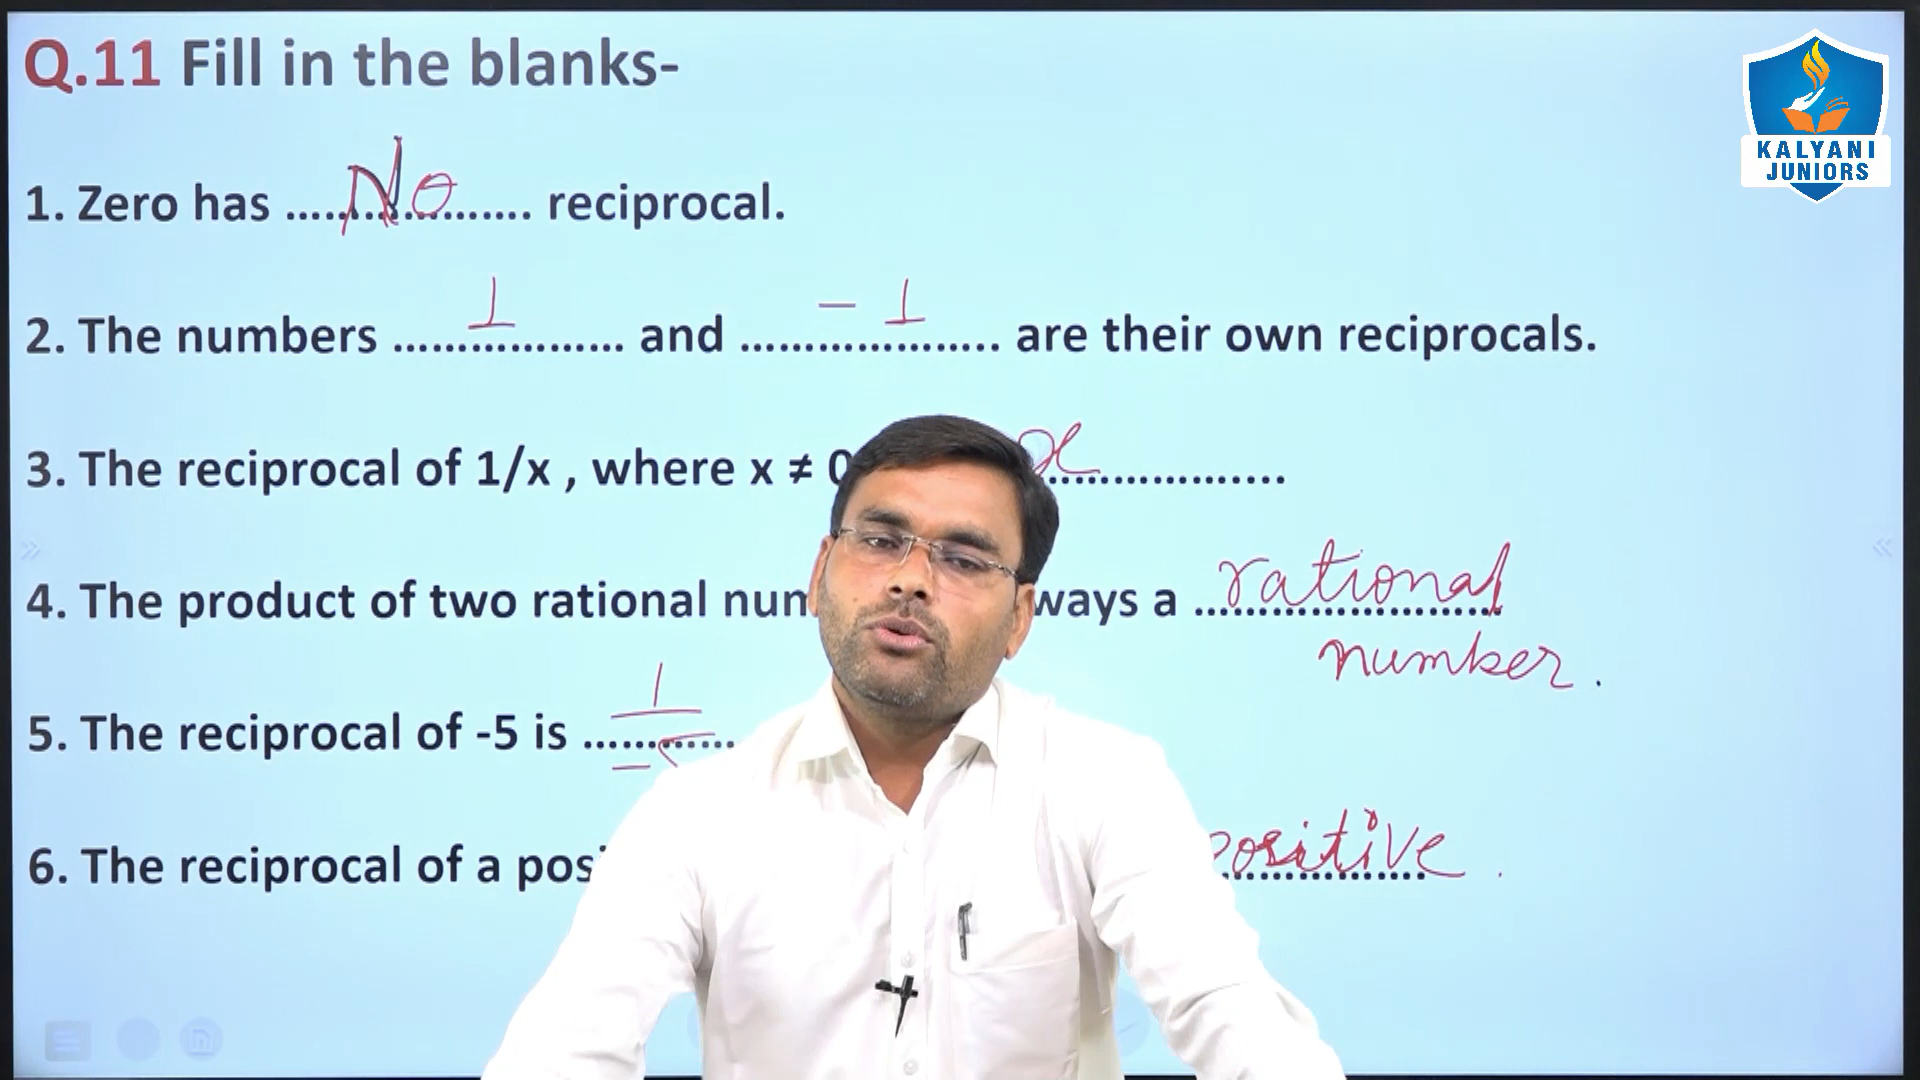 Q.11 Fill in the blanks-
KALYANI
JUNIORS
1. Zero has ...No... reciprocal.
2. The numbers ...1... and ...-1... are their own reciprocals.
3. The reciprocal of 1/x , where x ≠ 0 ...x...
4. The product of two rational num ways a ...rational
number.
5. The reciprocal of -5 is ...1/-5...
6. The reciprocal of a posi ...positive.